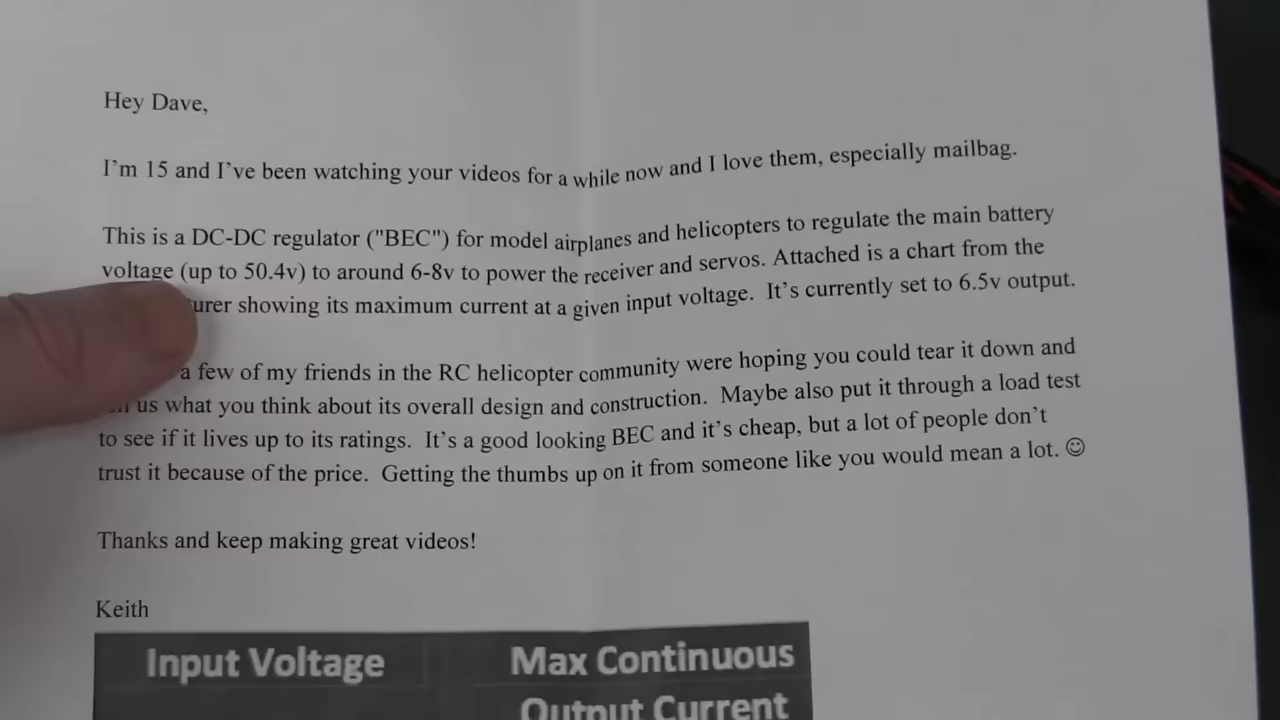 Hey Dave,
I'm 15 and I've been watching your videos for a while now and I love them, especially mailbag.
This is a DC-DC regulator ("BEC") for model airplanes and helicopters to regulate the main battery
voltage (up to 50.4v) to around 6-8v to power the receiver and servos. Attached is a chart from the
urer showing its maximum current at a given input voltage. It's currently set to 6.5v output.
a few of my friends in the RC helicopter community were hoping you could tear it down and
us what you think about its overall design and construction. Maybe also put it through a load test
to see if it lives up to its ratings. It's a good looking BEC and it's cheap, but a lot of people don't
trust it because of the price. Getting the thumbs up on it from someone like you would mean a lot. ☺
Thanks and keep making great videos!
Keith
Input Voltage
Max Continuous
Output Current